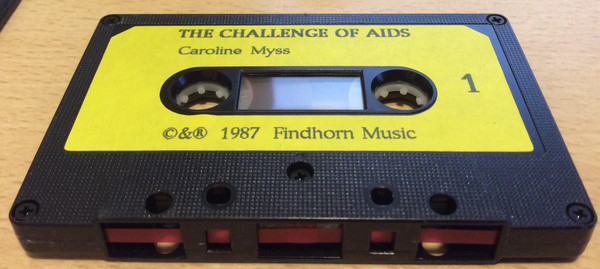 THE CHALLENGE OF AIDS
Caroline Myss
1
©&® 1987 Findhorn Music